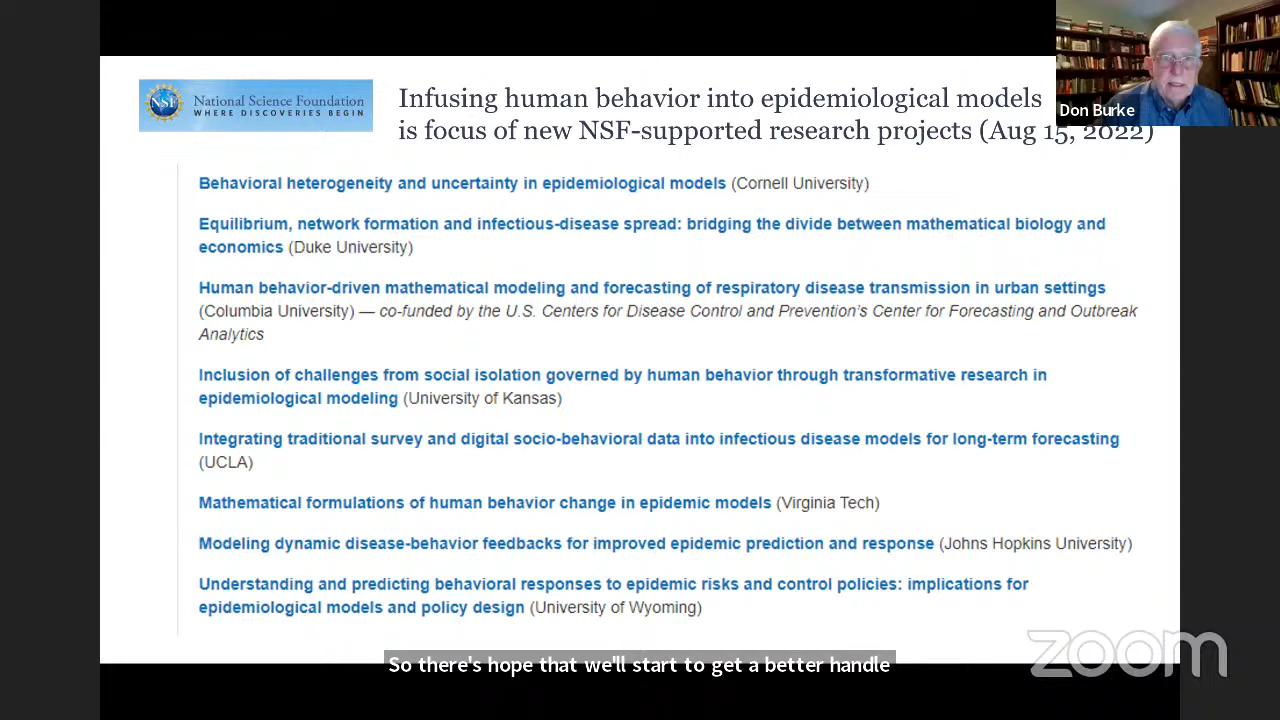 NSF
National Science Foundation
WHERE DISCOVERIES BEGIN
Infusing human behavior into epidemiological models
is focus of new NSF-supported research projects (Aug 15, 2022)
Don Burke
Behavioral heterogeneity and uncertainty in epidemiological models (Cornell University)
Equilibrium, network formation and infectious-disease spread: bridging the divide between mathematical biology and
economics (Duke University)
Human behavior-driven mathematical modeling and forecasting of respiratory disease transmission in urban settings
(Columbia University) — co-funded by the U.S. Centers for Disease Control and Prevention's Center for Forecasting and Outbreak
Analytics
Inclusion of challenges from social isolation governed by human behavior through transformative research in
epidemiological modeling (University of Kansas)
Integrating traditional survey and digital socio-behavioral data into infectious disease models for long-term forecasting
(UCLA)
Mathematical formulations of human behavior change in epidemic models (Virginia Tech)
Modeling dynamic disease-behavior feedbacks for improved epidemic prediction and response (Johns Hopkins University)
Understanding and predicting behavioral responses to epidemic risks and control policies: implications for
epidemiological models and policy design (University of Wyoming)
So there's hope that we'll start to get a better handle
zoom